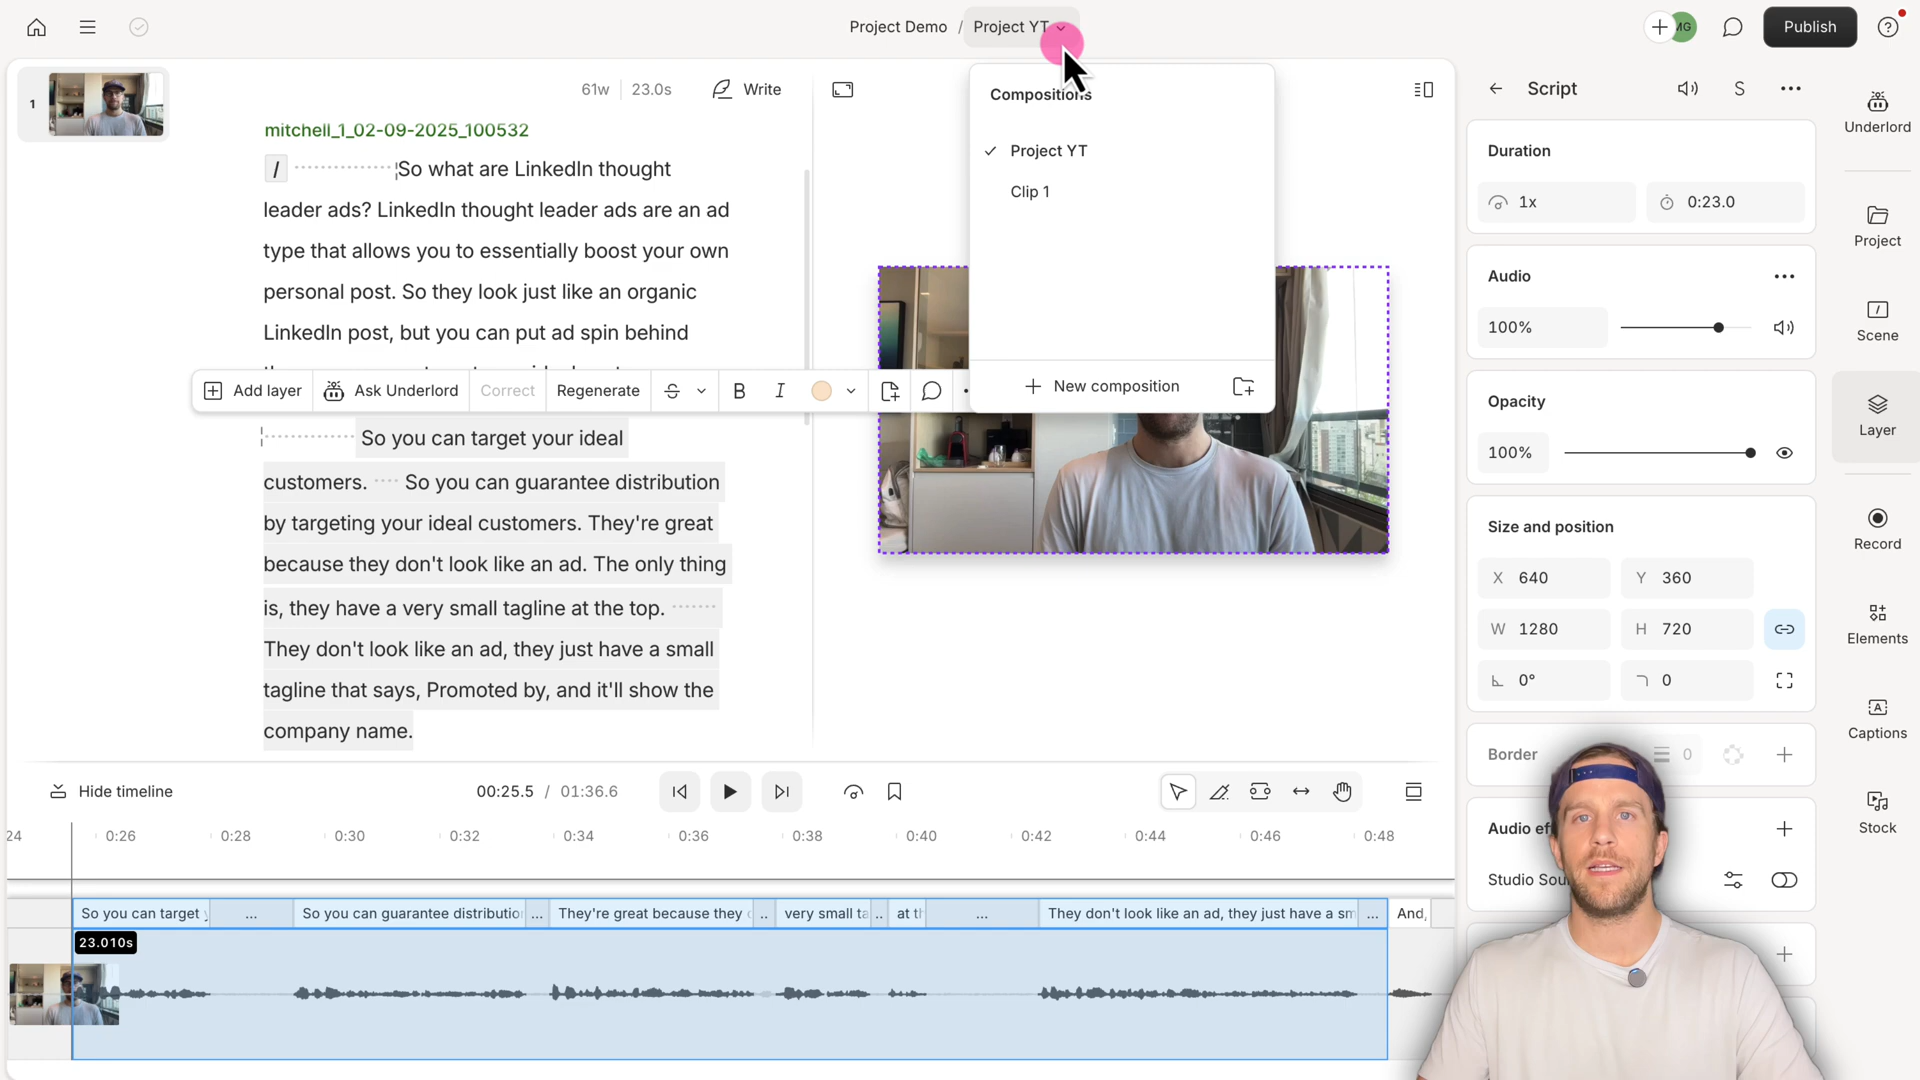 Project Demo / Project YT
MG
Publish
1
61w 23.0s Write
mitchell_1_02-09-2025_100532
/ So what are LinkedIn thought
leader ads? LinkedIn thought leader ads are an ad
type that allows you to essentially boost your own
personal post. So they look just like an organic
LinkedIn post, but you can put ad spin behind
Add layer Ask Underlord Correct Regenerate S B I
So you can target your ideal
customers. So you can guarantee distribution
by targeting your ideal customers. They're great
because they don't look like an ad. The only thing
is, they have a very small tagline at the top.
They don't look like an ad, they just have a small
tagline that says, Promoted by, and it'll show the
company name.
Compositions
Project YT
Clip 1
New composition
Script S
Duration
1x 0:23.0
Audio
100%
Opacity
100%
Size and position
X 640 Y 360
W 1280 H 720
0° 0
Border 0
Audio ef
Studio Sou
Underlord
Project
Scene
Layer
Record
Elements
Captions
Stock
Hide timeline 00:25.5 / 01:36.6
24 0:26 0:28 0:30 0:32 0:34 0:36 0:38 0:40 0:42 0:44 0:46 0:48
So you can target ... So you can guarantee distribution ... They're great because they .. very small ta .. at th ... They don't look like an ad, they just have a sm ... And,
23.010s